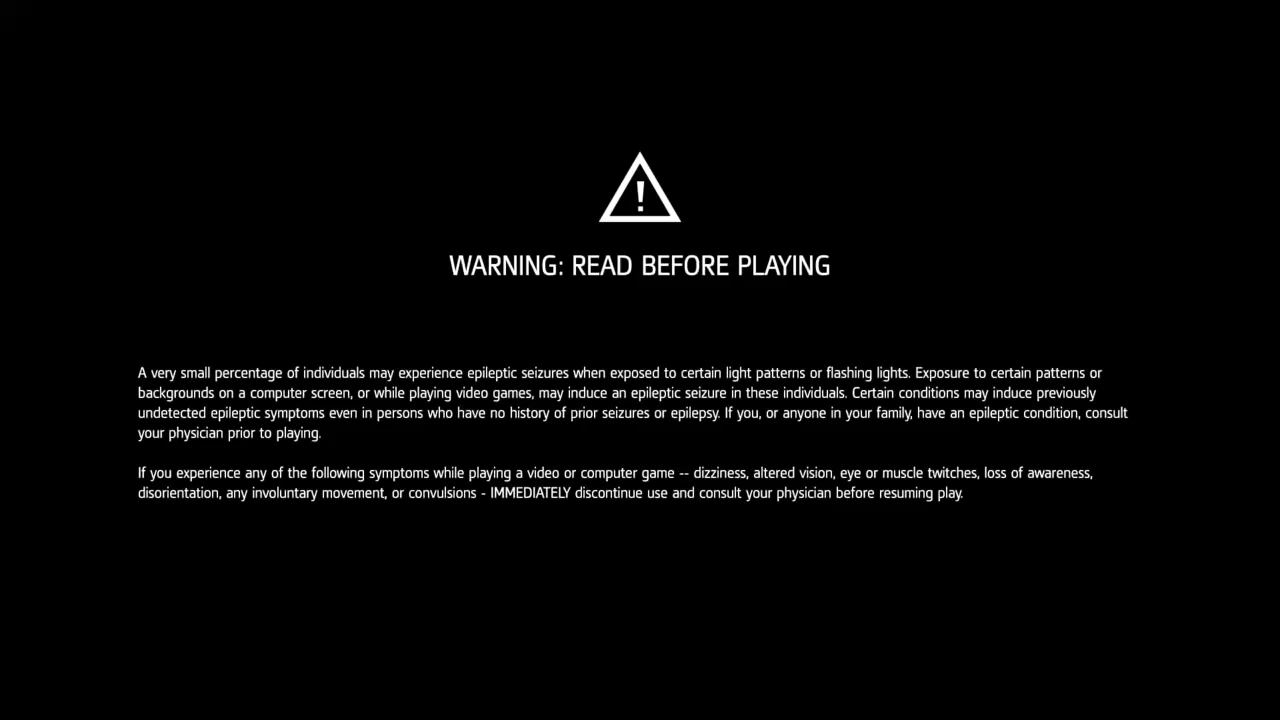 !
WARNING: READ BEFORE PLAYING
A very small percentage of individuals may experience epileptic seizures when exposed to certain light patterns or flashing lights. Exposure to certain patterns or
backgrounds on a computer screen, or while playing video games, may induce an epileptic seizure in these individuals. Certain conditions may induce previously
undetected epileptic symptoms even in persons who have no history of prior seizures or epilepsy. If you, or anyone in your family, have an epileptic condition, consult
your physician prior to playing.
If you experience any of the following symptoms while playing a video or computer game -- dizziness, altered vision, eye or muscle twitches, loss of awareness,
disorientation, any involuntary movement, or convulsions - IMMEDIATELY discontinue use and consult your physician before resuming play.